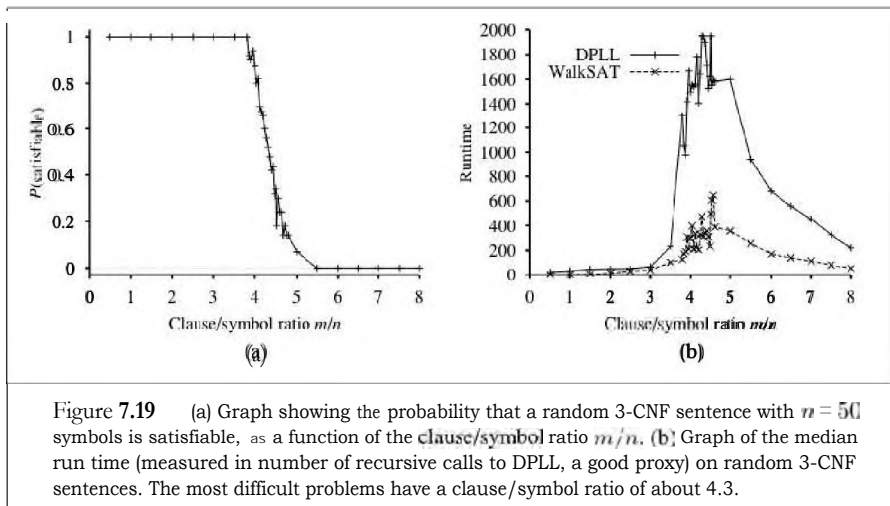 1
0.8
0.6
0.4
0.2
0
P(satisfiable)
0 1 2 3 4 5 6 7 8
Clause/symbol ratio m/n
(a)
2000
1800
1600
1400
1200
1000
800
600
400
200
0
Runtime
DPLL
WalkSAT
0 1 2 3 4 5 6 7 8
Clause/symbol ratio m/n
(b)
Figure 7.19 (a) Graph showing the probability that a random 3-CNF sentence with n = 50
symbols is satisfiable, as a function of the clause/symbol ratio m/n. (b) Graph of the median
run time (measured in number of recursive calls to DPLL, a good proxy) on random 3-CNF
sentences. The most difficult problems have a clause/symbol ratio of about 4.3.